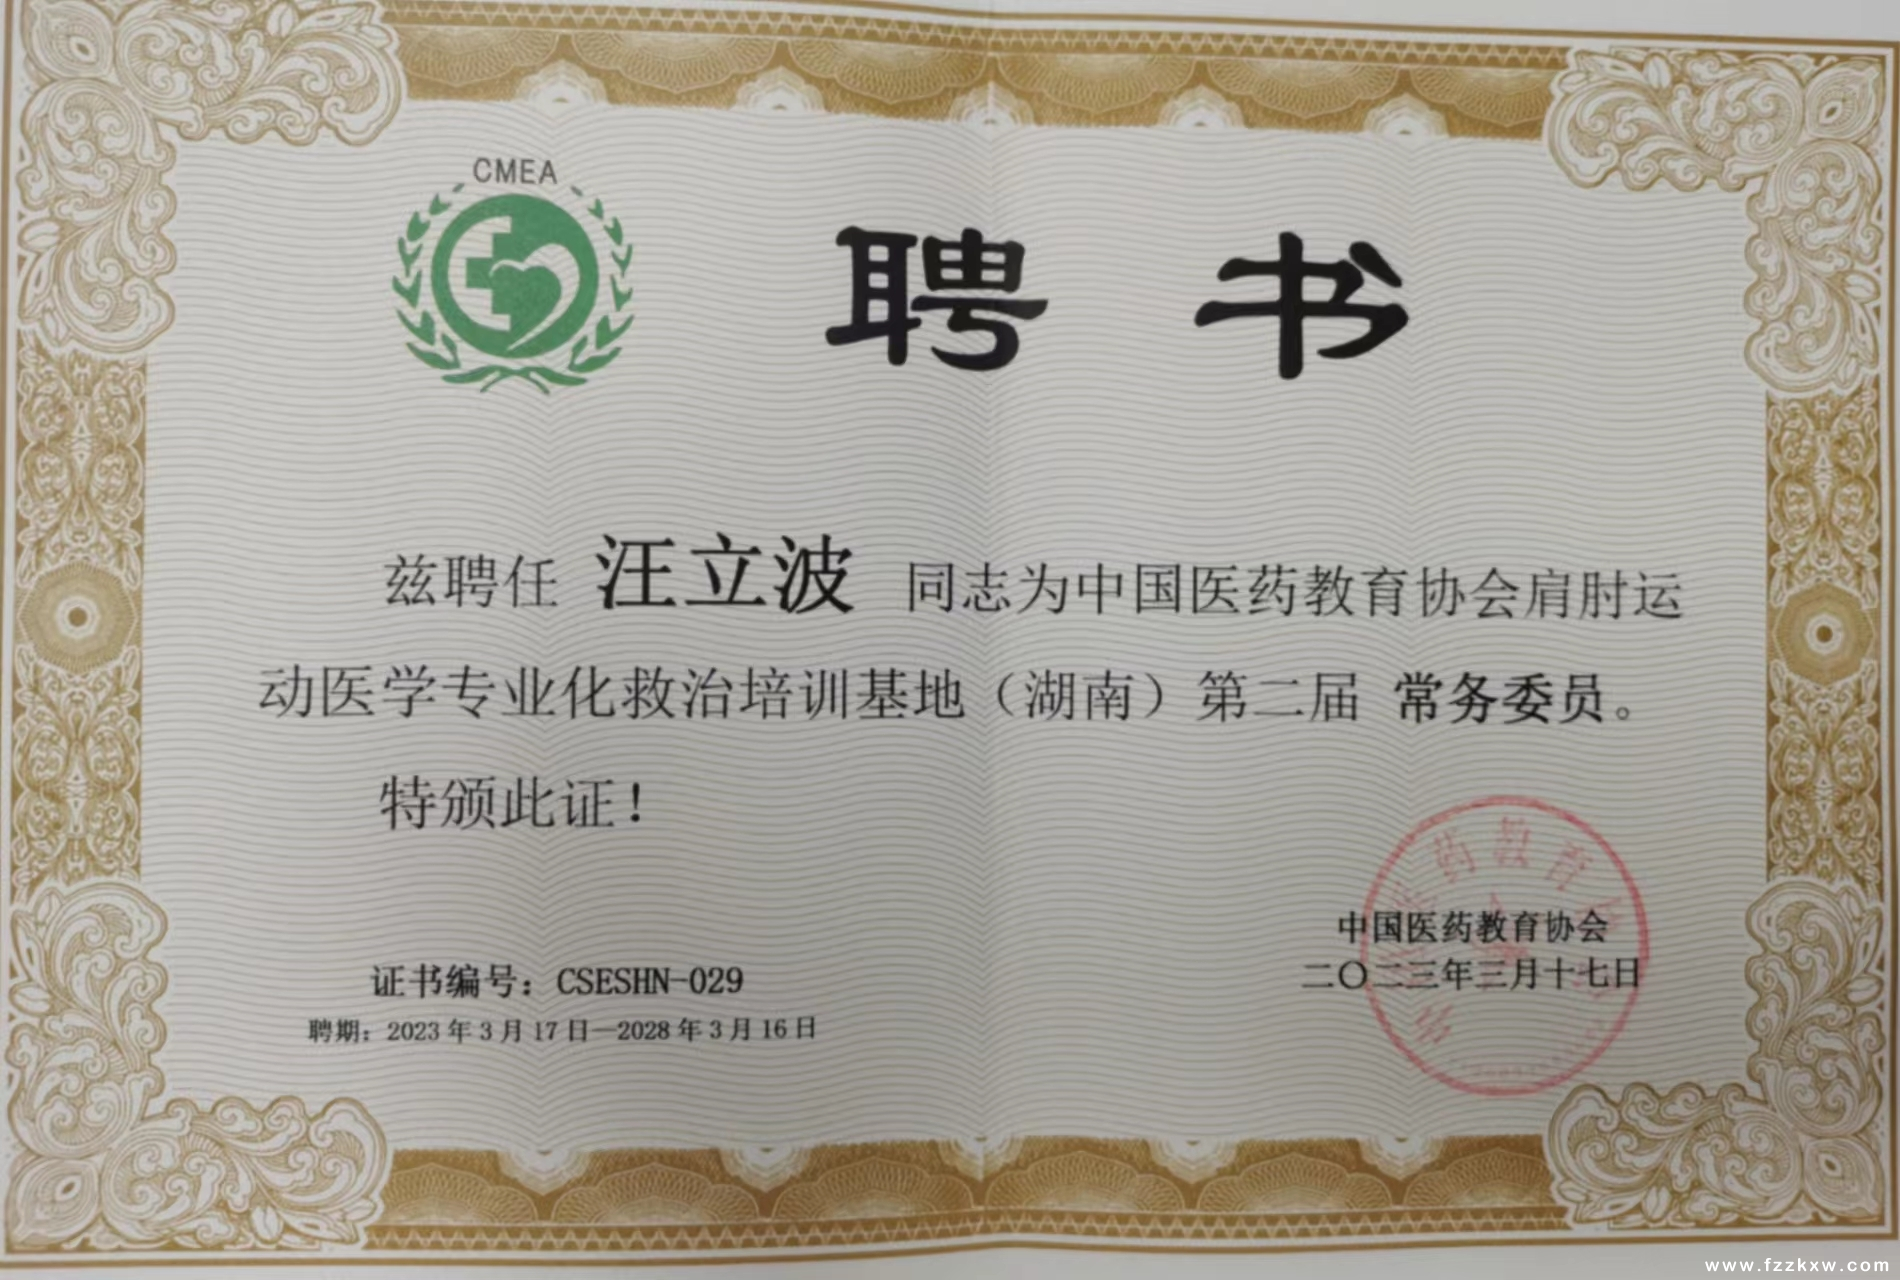 CMEA
聘书
兹聘任 汪立波 同志为中国医药教育协会肩肘运
动医学专业化救治培训基地（湖南）第二届 常务委员。
特颁此证！
中国医药教育协会
二〇二三年三月十七日
证书编号：CSESHN-029
聘期：2023年3月17日—2028年3月16日
药教育
www.fzzkxw.com